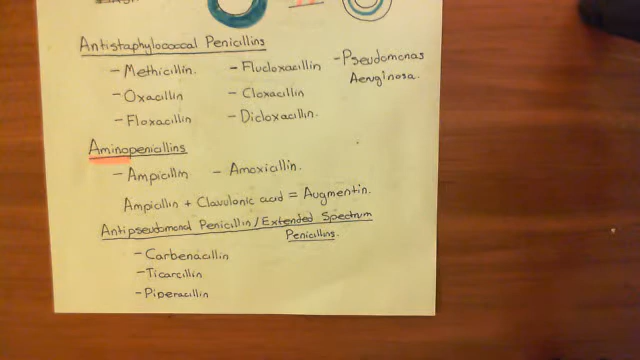 Antistaphylococcal Penicillins
- Methicillin. - Flucloxacillin - Pseudomonas
Aeruginosa.
- Oxacillin - Cloxacillin
- Floxacillin - Dicloxacillin.
Aminopenicillins
- Ampicillin - Amoxicillin.
Ampicillin + Clavulonic acid = Augmentin.
Antipseudomonal Penicillin / Extended Spectrum
Penicillins.
- Carbenacillin
- Ticarcillin
- Piperacillin